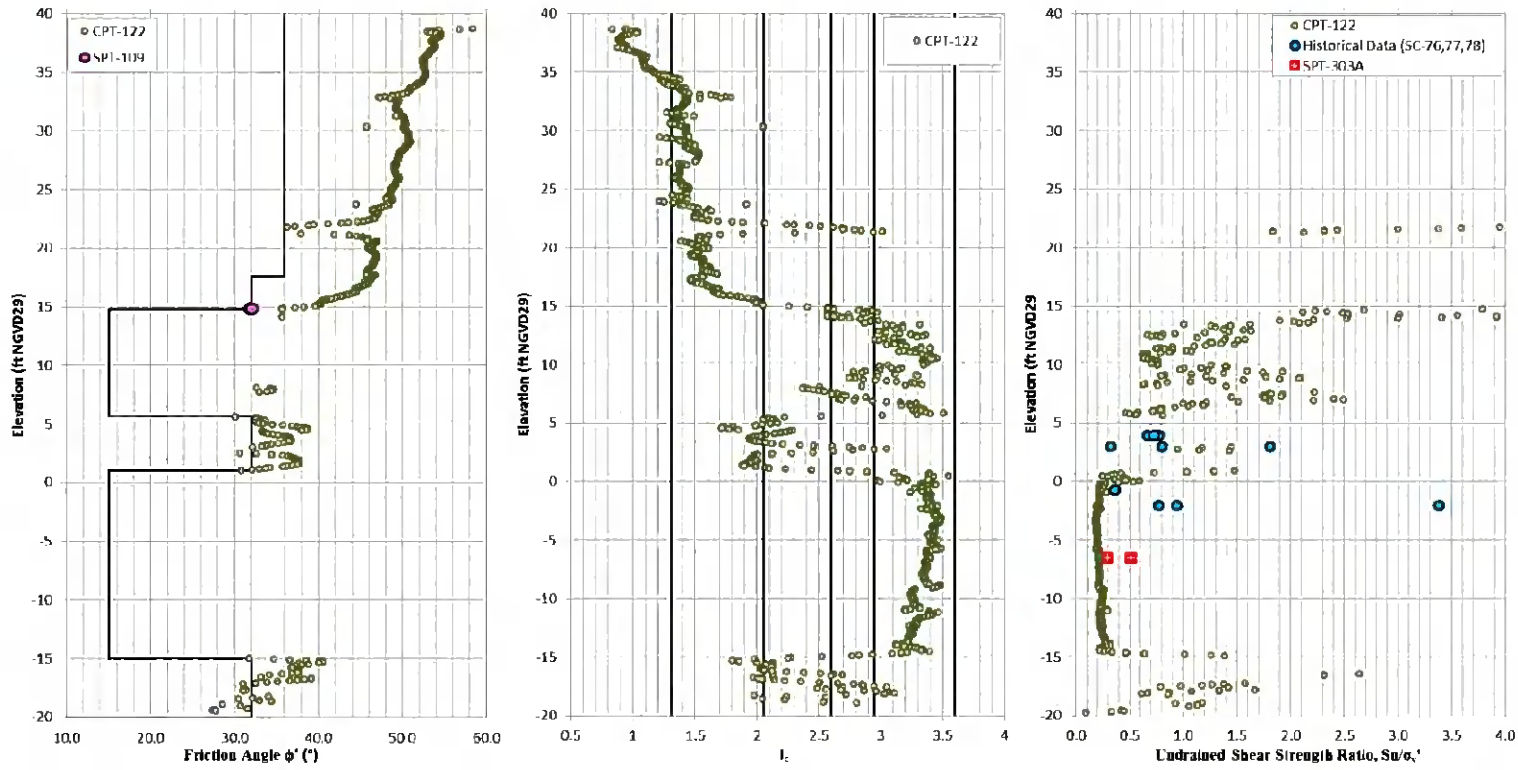 CPT-122
SPT-109
40
35
30
25
20
15
10
5
0
-5
-10
-15
-20
Elevation (ft NGVD29
10.0 20.0 30.0 40.0 50.0 60.0
Friction Angle ϕ' (°)
CPT-122
40
35
30
25
20
15
10
5
0
-5
-10
-15
-20
Elevation (ft NGVD29)
0.5 1 1.5 2 2.5 3 3.5 4
Ic
CPT-122
Historical Data (SC-76,77,78)
SPT-303A
40
35
30
25
20
15
10
5
0
-5
-10
-15
-20
Elevation (ft NGVD29
0.0 0.5 1.0 1.5 2.0 2.5 3.0 3.5 4.0
Undrained Shear Strength Ratio, Su/σv'